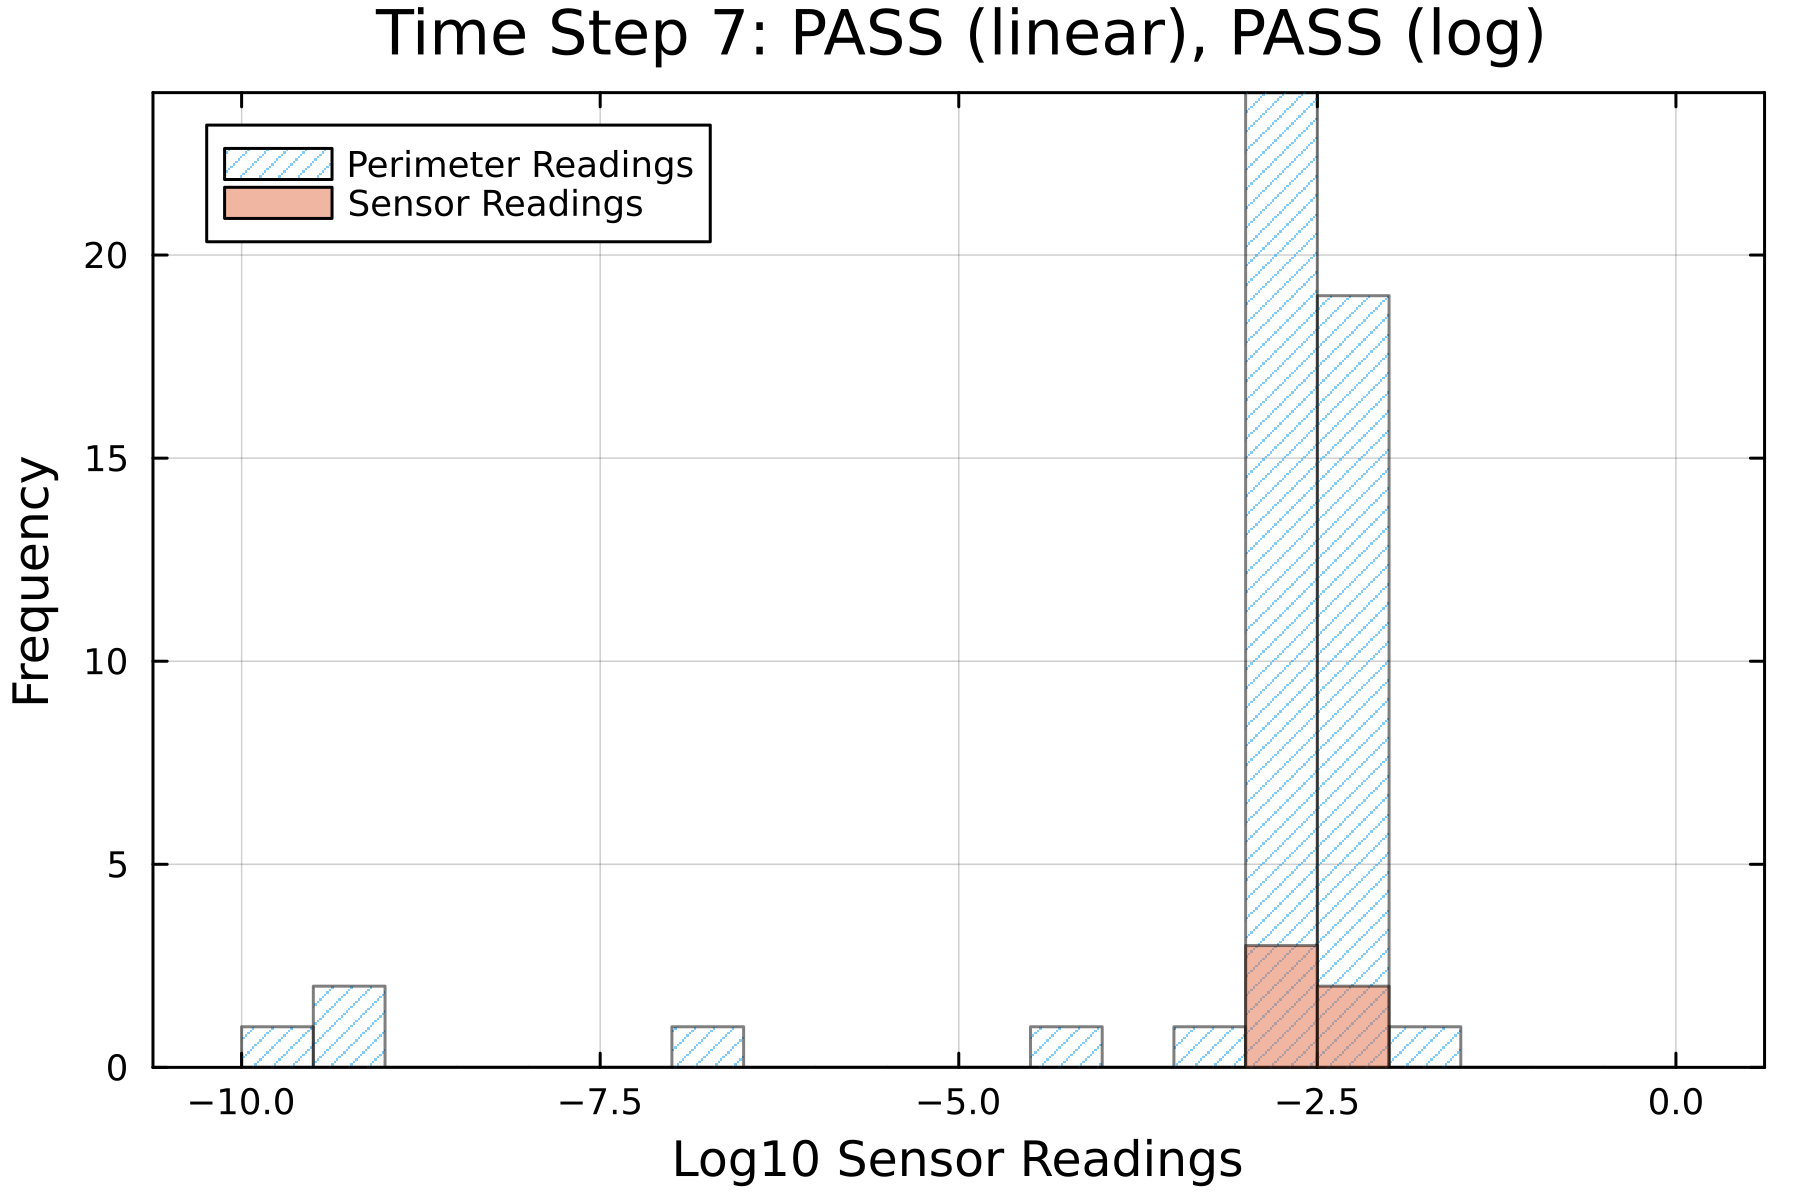 Time Step 7: PASS (linear), PASS (log)
Perimeter Readings
Sensor Readings
20
15
10
5
0
Frequency
−10.0
−7.5
−5.0
−2.5
0.0
Log10 Sensor Readings